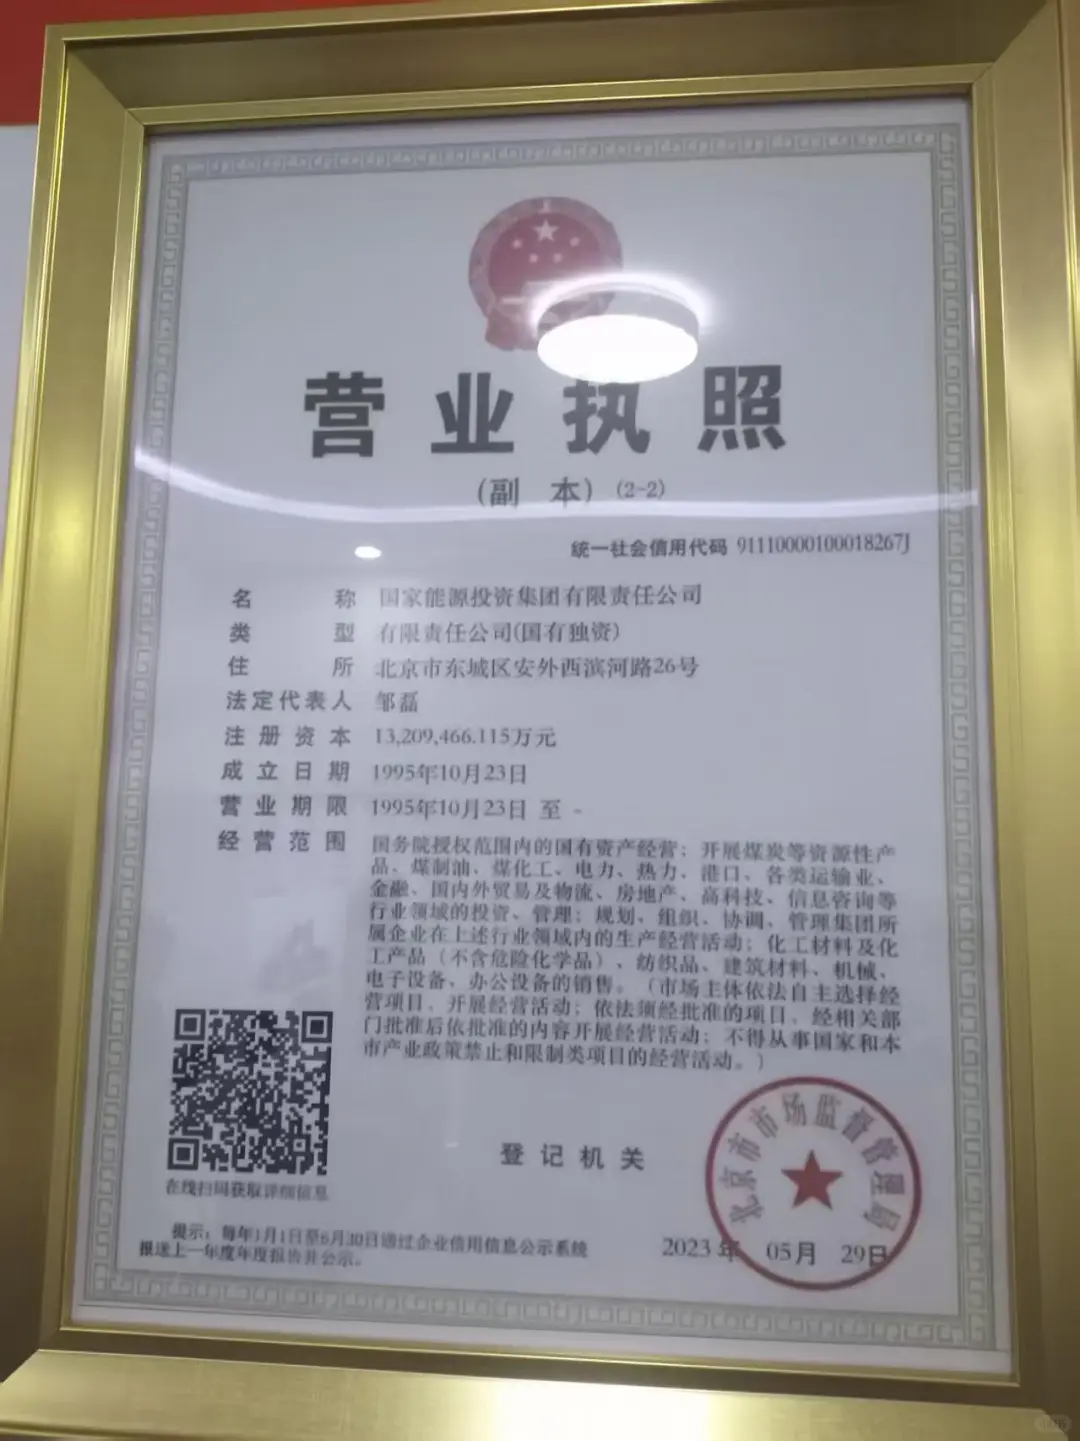 营业执照
(副 本) (2-2)
统一社会信用代码 91110000100018267J
名 称 国家能源投资集团有限责任公司
类 型 有限责任公司(国有独资)
住 所 北京市东城区安外西滨河路26号
法定代表人 邹磊
注册资本 13,209,466.115万元
成立日期 1995年10月23日
营业期限 1995年10月23日 至 -
经营范围 国务院授权范围内的国有资产经营；开展煤炭等资源性产
品、煤制油、煤化工、电力、热力、港口、各类运输业、
金融、国内外贸易及物流、房地产、高科技、信息咨询等
行业领域的投资、管理；规划、组织、协调、管理集团所
属企业在上述行业领域内的生产经营活动；化工材料及化
工产品（不含危险化学品）、纺织品、建筑材料、机械、
电子设备、办公设备的销售。（市场主体依法自主选择经
营项目，开展经营活动；依法须经批准的项目，经相关部
门批准后依批准的内容开展经营活动；不得从事国家和本
市产业政策禁止和限制类项目的经营活动。）
在线扫码获取详细信息
登记机关
北京市市场监督管理局
2023年 05月 29日
提示：每年1月1日至6月30日通过企业信用信息公示系统
报送上一年度年度报告并公示。